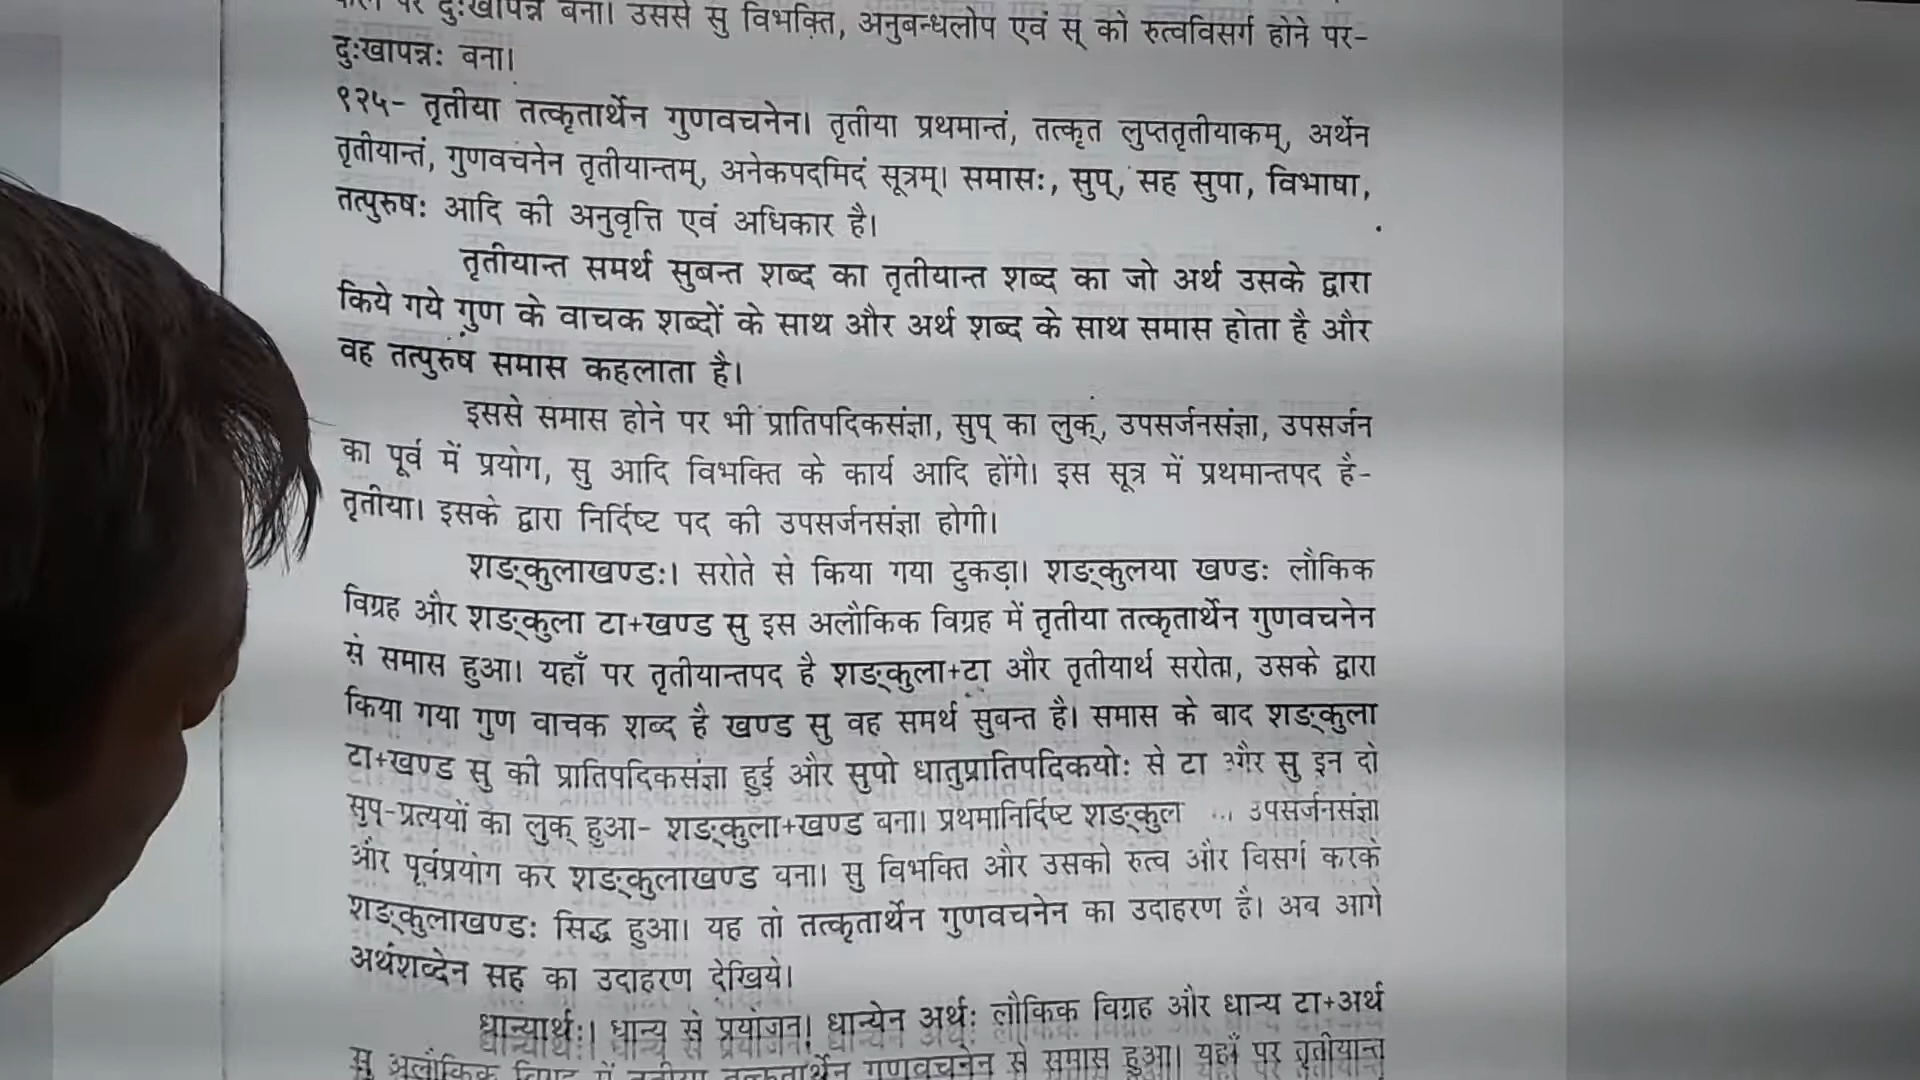 पर दुःखापन्न बना। उससे सु विभक्ति, अनुबन्धलोप एवं स् को रुत्वविसर्ग होने पर-
दुःखापन्नः बना।
९२५- तृतीया तत्कृतार्थेन गुणवचनेन। तृतीया प्रथमान्तं, तत्कृत लुप्ततृतीयाकम्, अर्थेन
तृतीयान्तं, गुणवचनेन तृतीयान्तम्, अनेकपदमिदं सूत्रम्। समासः, सुप्, सह सुपा, विभाषा,
तत्पुरुषः आदि की अनुवृत्ति एवं अधिकार है।
तृतीयान्त समर्थ सुबन्त शब्द का तृतीयान्त शब्द का जो अर्थ उसके द्वारा
किये गये गुण के वाचक शब्दों के साथ और अर्थ शब्द के साथ समास होता है और
वह तत्पुरुष समास कहलाता है।
इससे समास होने पर भी प्रातिपदिकसंज्ञा, सुप् का लुक्, उपसर्जनसंज्ञा, उपसर्जन
का पूर्व में प्रयोग, सु आदि विभक्ति के कार्य आदि होंगे। इस सूत्र में प्रथमान्तपद है-
तृतीया। इसके द्वारा निर्दिष्ट पद की उपसर्जनसंज्ञा होगी।
शङ्कुलाखण्डः। सरोते से किया गया टुकड़ा। शङ्कुलया खण्डः लौकिक
विग्रह और शङ्कुला टा+खण्ड सु इस अलौकिक विग्रह में तृतीया तत्कृतार्थेन गुणवचनेन
से समास हुआ। यहाँ पर तृतीयान्तपद है शङ्कुला+टा और तृतीयार्थ सरोता, उसके द्वारा
किया गया गुण वाचक शब्द है खण्ड सु वह समर्थ सुबन्त है। समास के बाद शङ्कुला
टा+खण्ड सु की प्रातिपदिकसंज्ञा हुई और सुपो धातुप्रातिपदिकयोः से टा और सु इन दो
सुप्-प्रत्ययों का लुक् हुआ- शङ्कुला+खण्ड बना। प्रथमानिर्दिष्ट शङ्कुल उपसर्जनसंज्ञा
और पूर्वप्रयोग कर शङ्कुलाखण्ड बना। सु विभक्ति और उसको रुत्व और विसर्ग करके
शङ्कुलाखण्डः सिद्ध हुआ। यह तो तत्कृतार्थेन गुणवचनेन का उदाहरण है। अब आगे
अर्थशब्देन सह का उदाहरण देखिये।
धान्यार्थः। धान्य से प्रयोजन। धान्येन अर्थः लौकिक विग्रह और धान्य टा+अर्थ
सु अलौकिक विग्रह में तृतीया तत्कृतार्थेन गुणवचनेन से समास हुआ। यहाँ पर तृतीयान्त